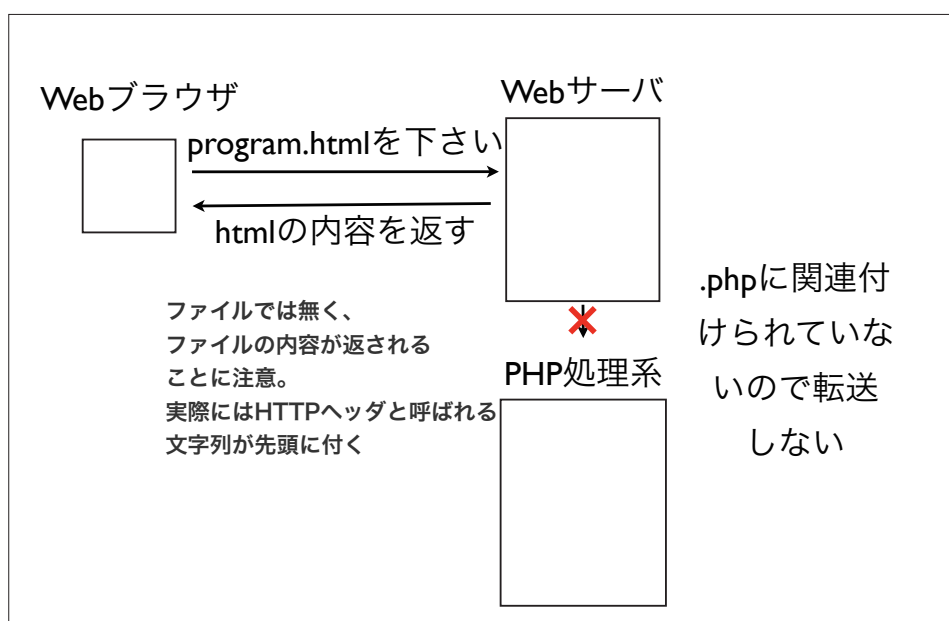 Webブラウザ
Webサーバ
program.htmlを下さい
htmlの内容を返す
ファイルでは無く、
ファイルの内容が返される
ことに注意。
実際にはHTTPヘッダと呼ばれる
文字列が先頭に付く
PHP処理系
.phpに関連付
けられていな
いので転送
しない